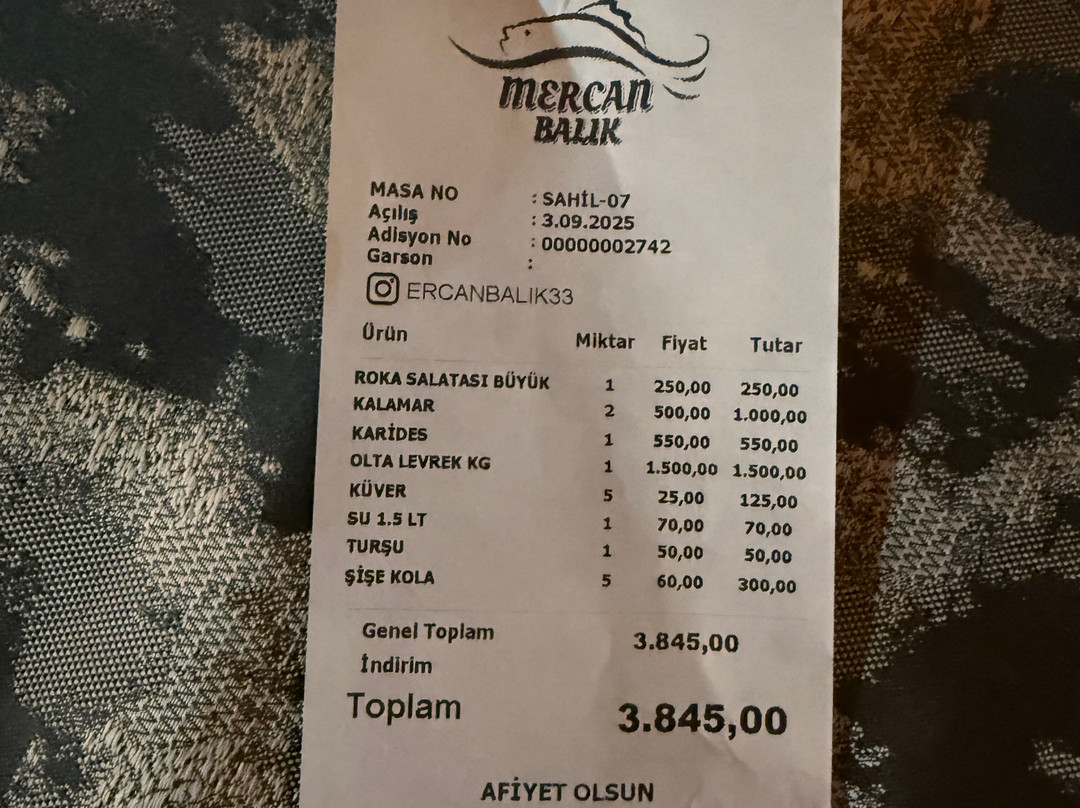 MERCAN
BALIK
MASA NO : SAHİL-07
Açılış : 3.09.2025
Adisyon No : 00000002742
Garson :
ERCANBALIK33
Ürün Miktar Fiyat Tutar
ROKA SALATASI BÜYÜK 1 250,00 250,00
KALAMAR 2 500,00 1.000,00
KARİDES 1 550,00 550,00
OLTA LEVREK KG 1 1.500,00 1.500,00
KÜVER 5 25,00 125,00
SU 1.5 LT 1 70,00 70,00
TURŞU 1 50,00 50,00
ŞİŞE KOLA 5 60,00 300,00
Genel Toplam 3.845,00
İndirim
Toplam 3.845,00
AFİYET OLSUN